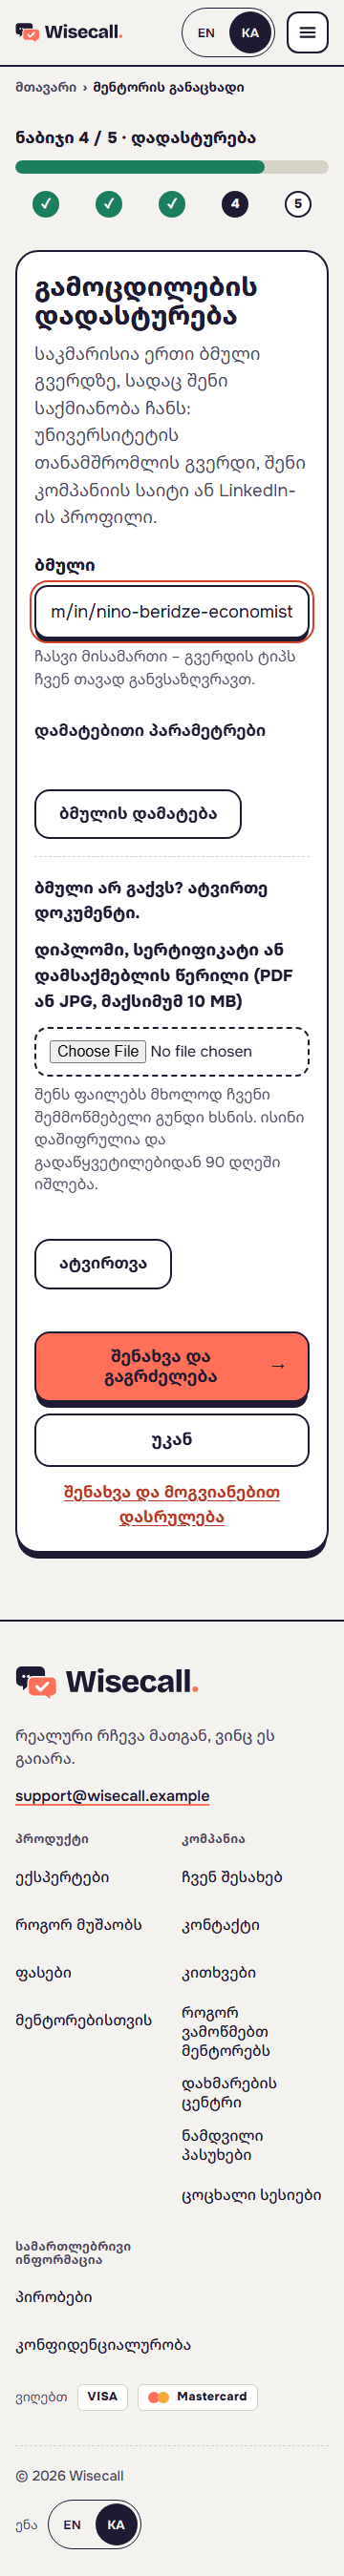 Wisecall.
EN KA
მთავარი › მენტორის განაცხადი
ნაბიჯი 4 / 5 · დადასტურება
✓ ✓ ✓ 4 5
გამოცდილების
დადასტურება
საკმარისია ერთი ბმული
გვერდზე, სადაც შენი
საქმიანობა ჩანს:
უნივერსიტეტის
თანამშრომლის გვერდი, შენი
კომპანიის საიტი ან LinkedIn-
ის პროფილი.
ბმული
m/in/nino-beridze-economist
ჩასვი მისამართი – გვერდის ტიპს
ჩვენ თავად განვსაზღვრავთ.
დამატებითი პარამეტრები
ბმულის დამატება
ბმული არ გაქვს? ატვირთე
დოკუმენტი.
დიპლომი, სერტიფიკატი ან
დამსაქმებლის წერილი (PDF
ან JPG, მაქსიმუმ 10 MB)
Choose File No file chosen
შენს ფაილებს მხოლოდ ჩვენი
შემმოწმებელი გუნდი ხსნის. ისინი
დაშიფრულია და
გადაწყვეტილებიდან 90 დღეში
იშლება.
ატვირთვა
შენახვა და
გაგრძელება →
უკან
შენახვა და მოგვიანებით
დასრულება
Wisecall.
რეალური რჩევა მათგან, ვინც ეს
გაიარა.
support@wisecall.example
პროდუქტი
ექსპერტები
როგორ მუშაობს
ფასები
მენტორებისთვის
კომპანია
ჩვენ შესახებ
კონტაქტი
კითხვები
როგორ
ვამოწმებთ
მენტორებს
დახმარების
ცენტრი
ნამდვილი
პასუხები
ცოცხალი სესიები
სამართლებრივი
ინფორმაცია
პირობები
კონფიდენციალურობა
ვიღებთ VISA Mastercard
© 2026 Wisecall
ენა EN KA